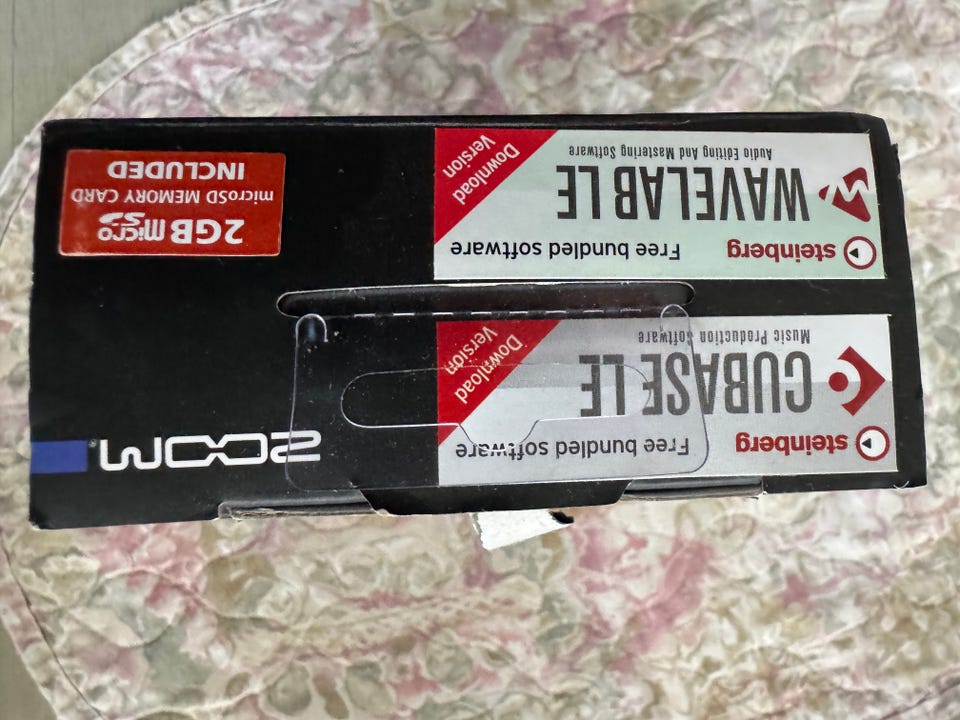 steinberg Free bundled software
CUBASE LE
Music Production Software
Download
Version
ZOOM®
steinberg Free bundled software
WAVELAB LE
Audio Editing And Mastering Software
Download
Version
2GB micro SD
microSD MEMORY CARD
INCLUDED